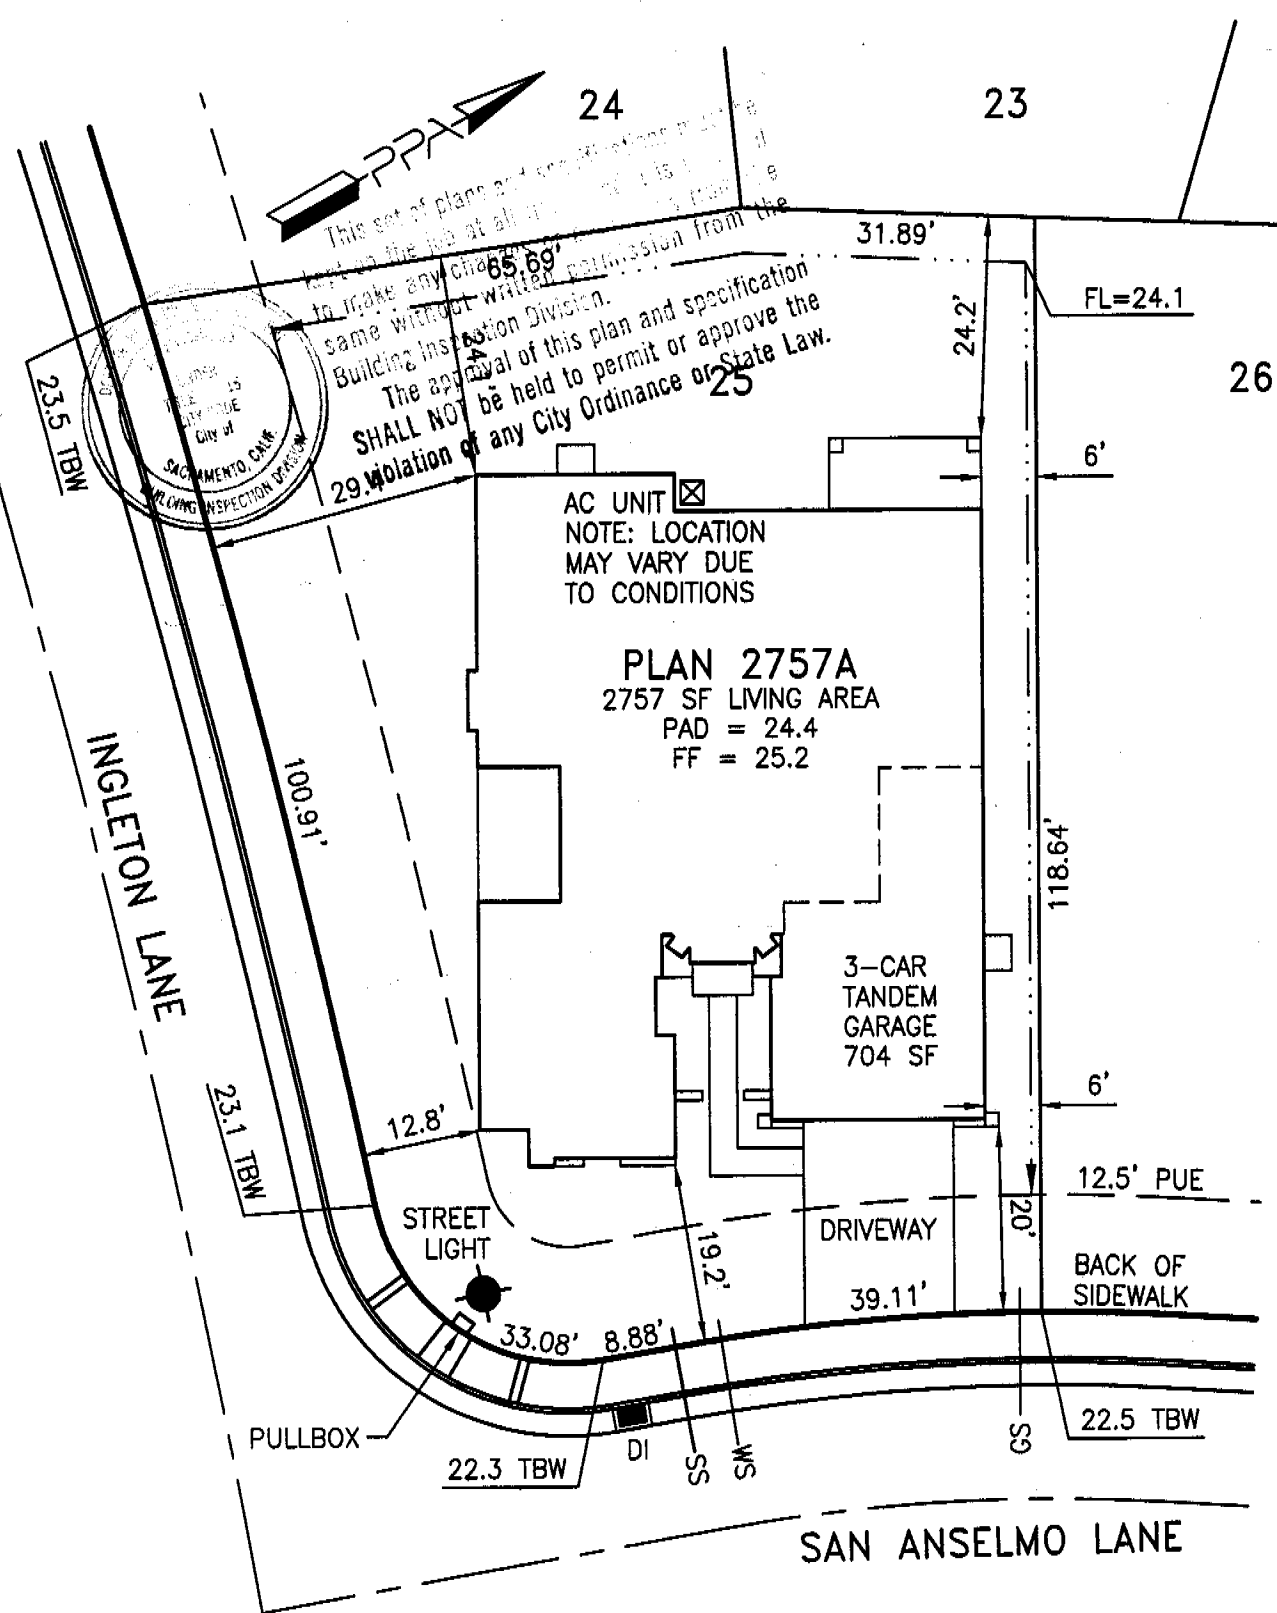 24
23
PPA
This set of plans and specifications must be
kept on the job at all
to make any changes or from the
same without written permission from the
Building Inspection Division.
The approval of this plan and specification
SHALL NOT be held to permit or approve the
violation of any City Ordinance or State Law.
65.69'
31.89'
FL=24.1
24.2'
25
26
23.5 TBW
City of
SACRAMENTO, CALIF.
BUILDING INSPECTION DIVISION
6'
AC UNIT
NOTE: LOCATION
MAY VARY DUE
TO CONDITIONS
PLAN 2757A
2757 SF LIVING AREA
PAD = 24.4
FF = 25.2
INGLETON LANE
100.91'
118.64'
3-CAR
TANDEM
GARAGE
704 SF
6'
23.1 TBW
12.8'
12.5' PUE
STREET
LIGHT
19.2'
DRIVEWAY
20'
BACK OF
SIDEWALK
39.11'
33.08'
8.88'
PULLBOX
DI
SS
WS
SG
22.5 TBW
22.3 TBW
SAN ANSELMO LANE